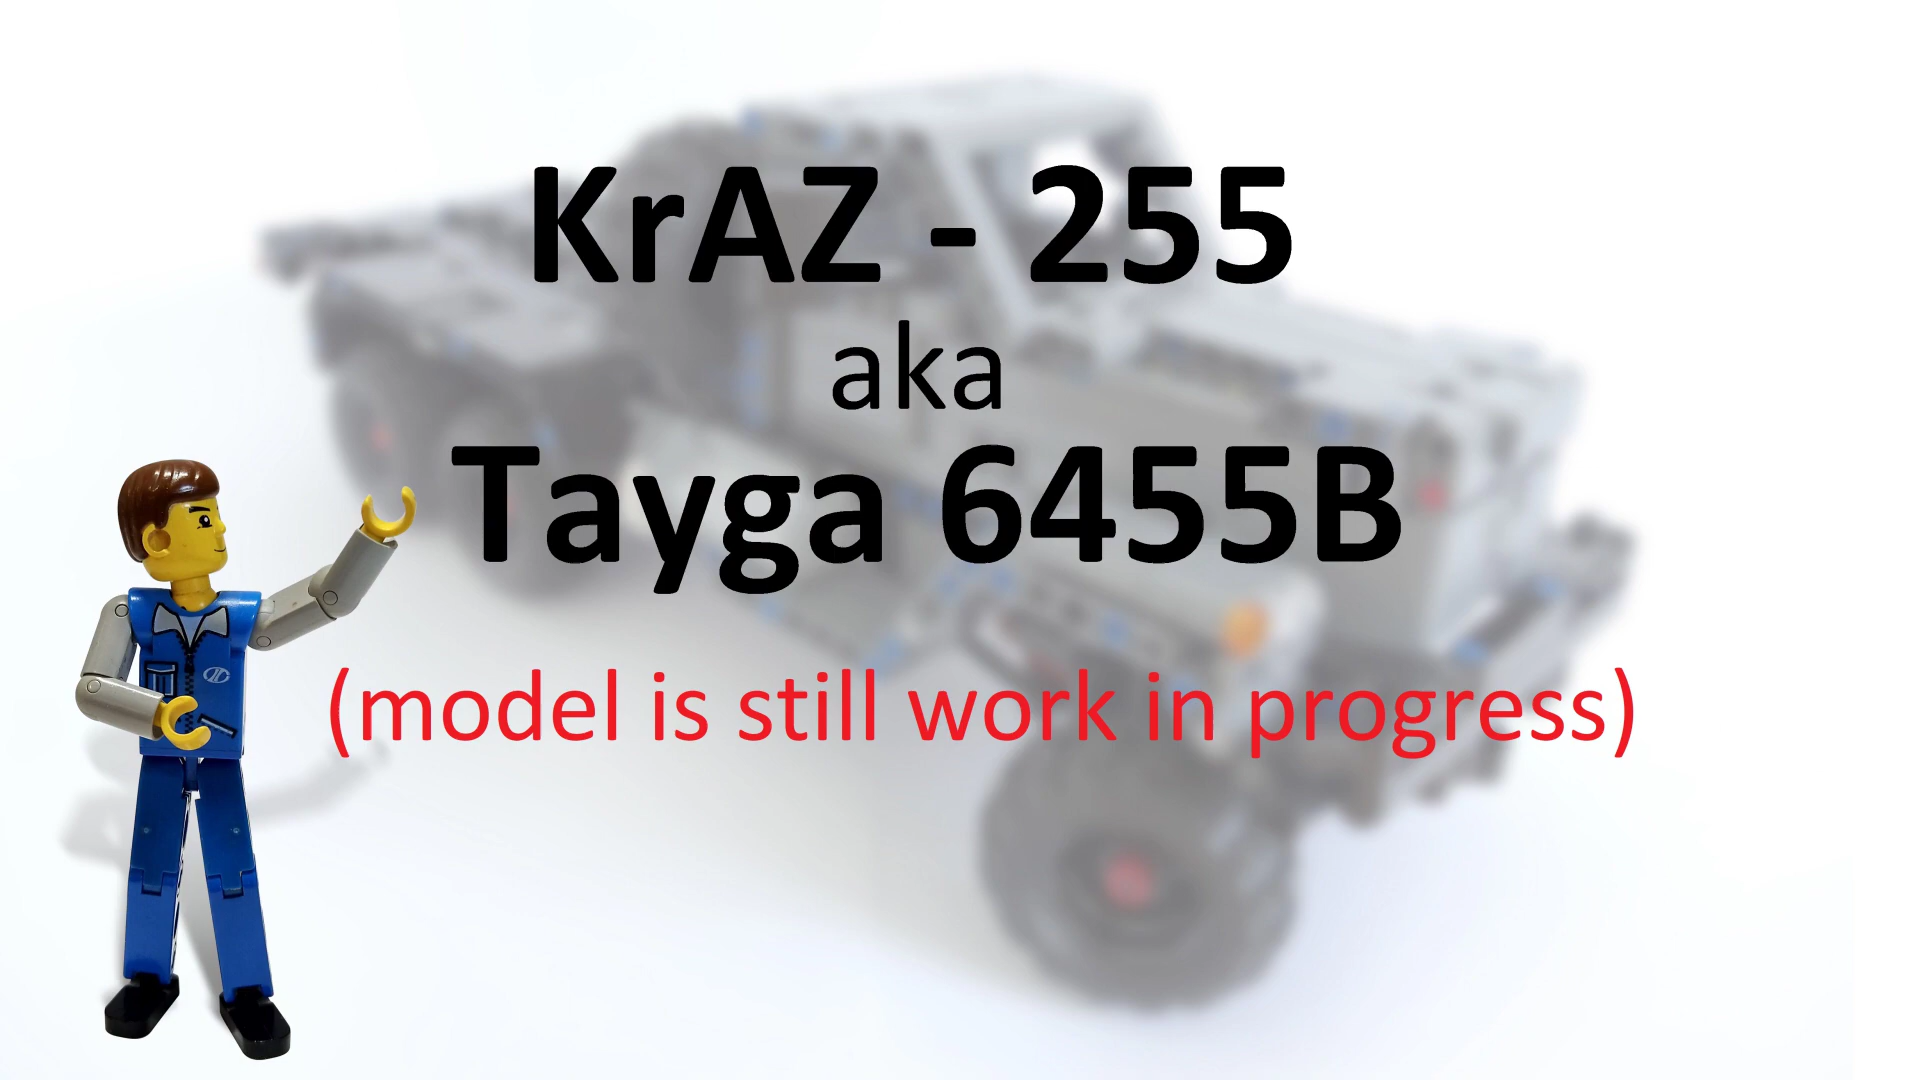 KrAZ - 255
aka
Tayga 6455B
(model is still work in progress)